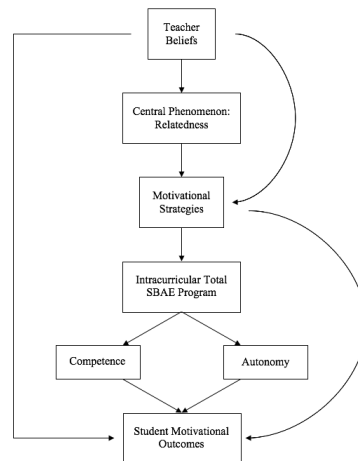 Teacher
Beliefs
Central Phenomenon:
Relatedness
Motivational
Strategies
Intracurricular Total
SBAE Program
Competence
Autonomy
Student Motivational
Outcomes